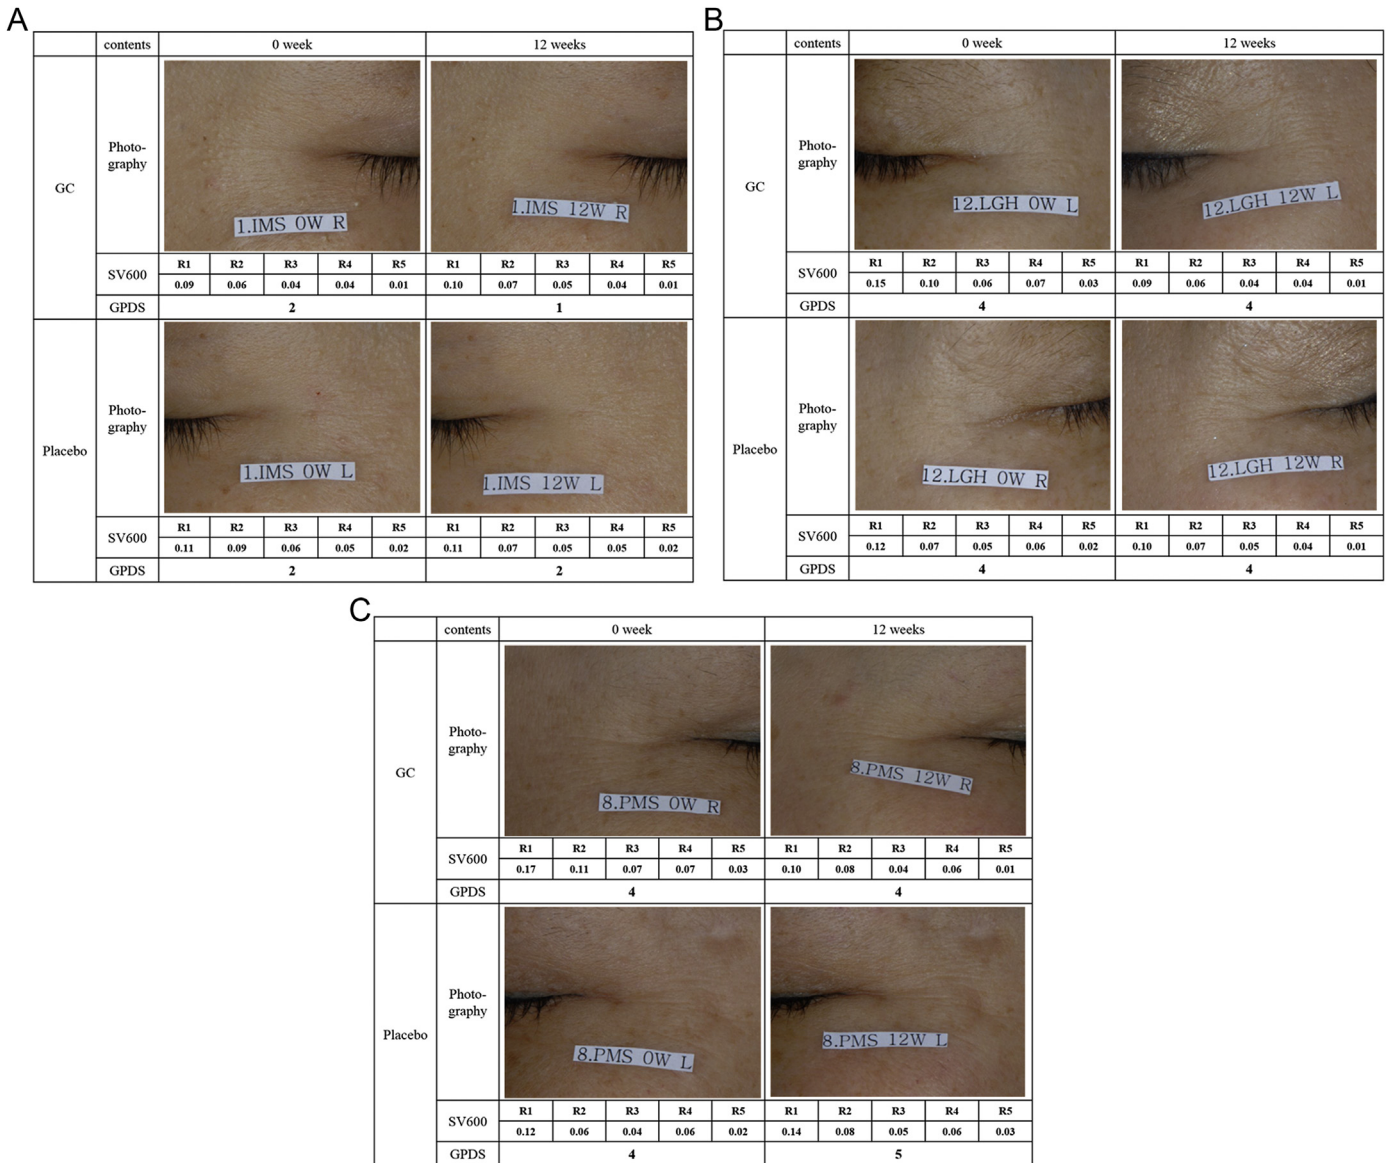 A
contents 0 week 12 weeks
GC
Photo-
graphy
1.IMS 0W R
1.IMS 12W R
SV600
R1 R2 R3 R4 R5 R1 R2 R3 R4 R5
0.09 0.06 0.04 0.04 0.01 0.10 0.07 0.05 0.04 0.01
GPDS 2 1
Placebo
Photo-
graphy
1.IMS 0W L
1.IMS 12W L
SV600
R1 R2 R3 R4 R5 R1 R2 R3 R4 R5
0.11 0.09 0.06 0.05 0.02 0.11 0.07 0.05 0.05 0.02
GPDS 2 2
B
contents 0 week 12 weeks
GC
Photo-
graphy
12.LGH 0W L
12.LGH 12W L
SV600
R1 R2 R3 R4 R5 R1 R2 R3 R4 R5
0.15 0.10 0.06 0.07 0.03 0.09 0.06 0.04 0.04 0.01
GPDS 4 4
Placebo
Photo-
graphy
12.LGH 0W R
12.LGH 12W R
SV600
R1 R2 R3 R4 R5 R1 R2 R3 R4 R5
0.12 0.07 0.05 0.06 0.02 0.10 0.07 0.05 0.04 0.01
GPDS 4 4
C
contents 0 week 12 weeks
GC
Photo-
graphy
8.PMS 0W R
8.PMS 12W R
SV600
R1 R2 R3 R4 R5 R1 R2 R3 R4 R5
0.17 0.11 0.07 0.07 0.03 0.10 0.08 0.04 0.06 0.01
GPDS 4 4
Placebo
Photo-
graphy
8.PMS 0W L
8.PMS 12W L
SV600
R1 R2 R3 R4 R5 R1 R2 R3 R4 R5
0.12 0.06 0.04 0.06 0.02 0.14 0.08 0.05 0.06 0.03
GPDS 4 5